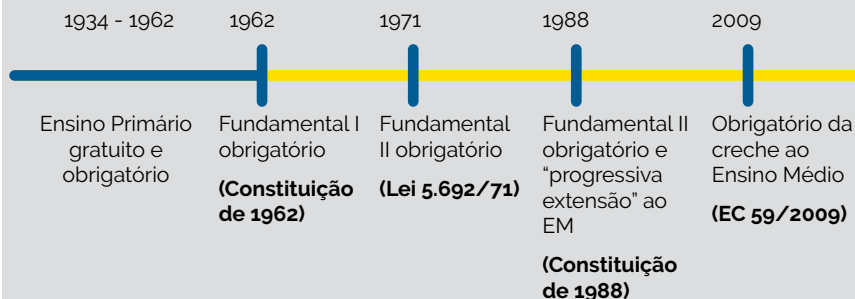 1934 - 1962
Ensino Primário
gratuito e
obrigatório
1962
Fundamental I
obrigatório
(Constituição
de 1962)
1971
Fundamental
II obrigatório
(Lei 5.692/71)
1988
Fundamental II
obrigatório e
“progressiva
extensão” ao
EM
(Constituição
de 1988)
2009
Obrigatório da
creche ao
Ensino Médio
(EC 59/2009)